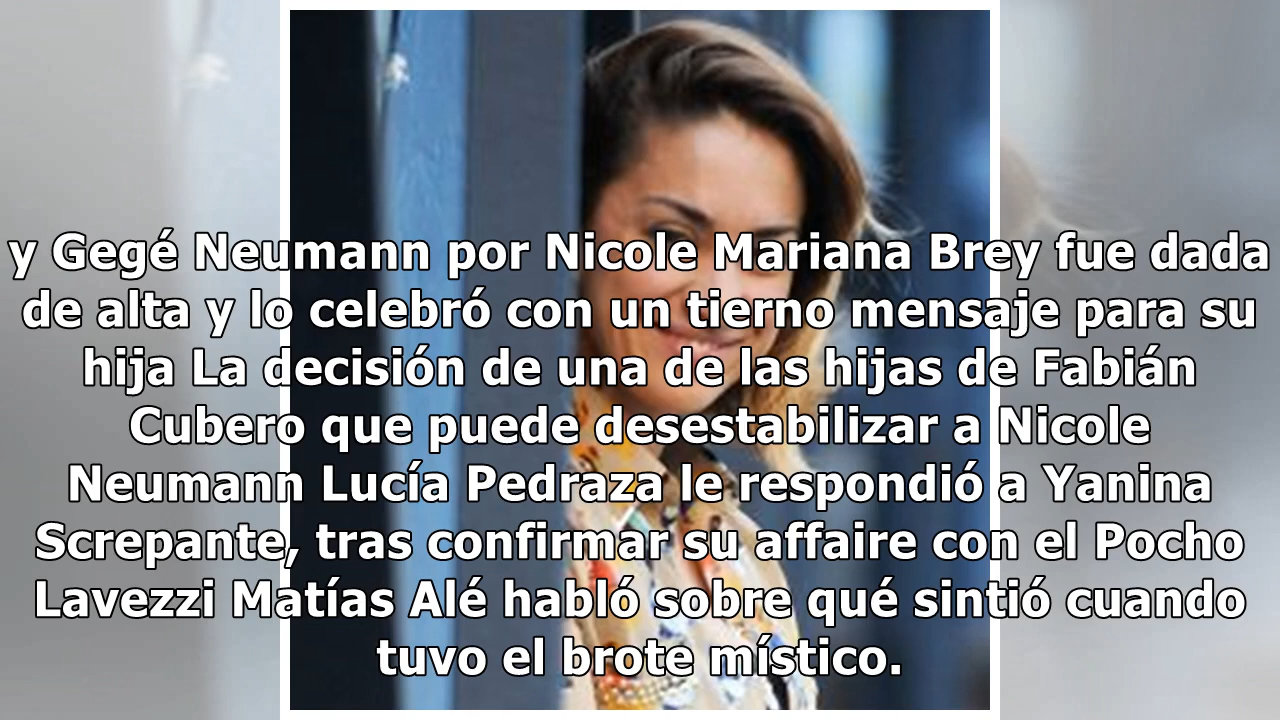 y Gegé Neumann por Nicole Mariana Brey fue dada
de alta y lo celebró con un tierno mensaje para su
hija La decisión de una de las hijas de Fabián
Cubero que puede desestabilizar a Nicole
Neumann Lucía Pedraza le respondió a Yanina
Screpante, tras confirmar su affaire con el Pocho
Lavezzi Matías Alé habló sobre qué sintió cuando
tuvo el brote místico.